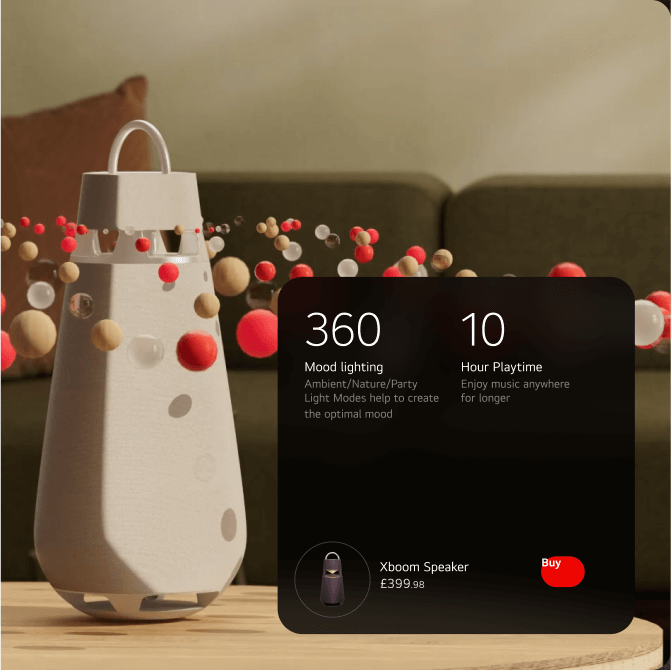 360
Mood lighting
Ambient/Nature/Party
Light Modes help to create
the optimal mood
10
Hour Playtime
Enjoy music anywhere
for longer
Xboom Speaker
£399.98
Buy